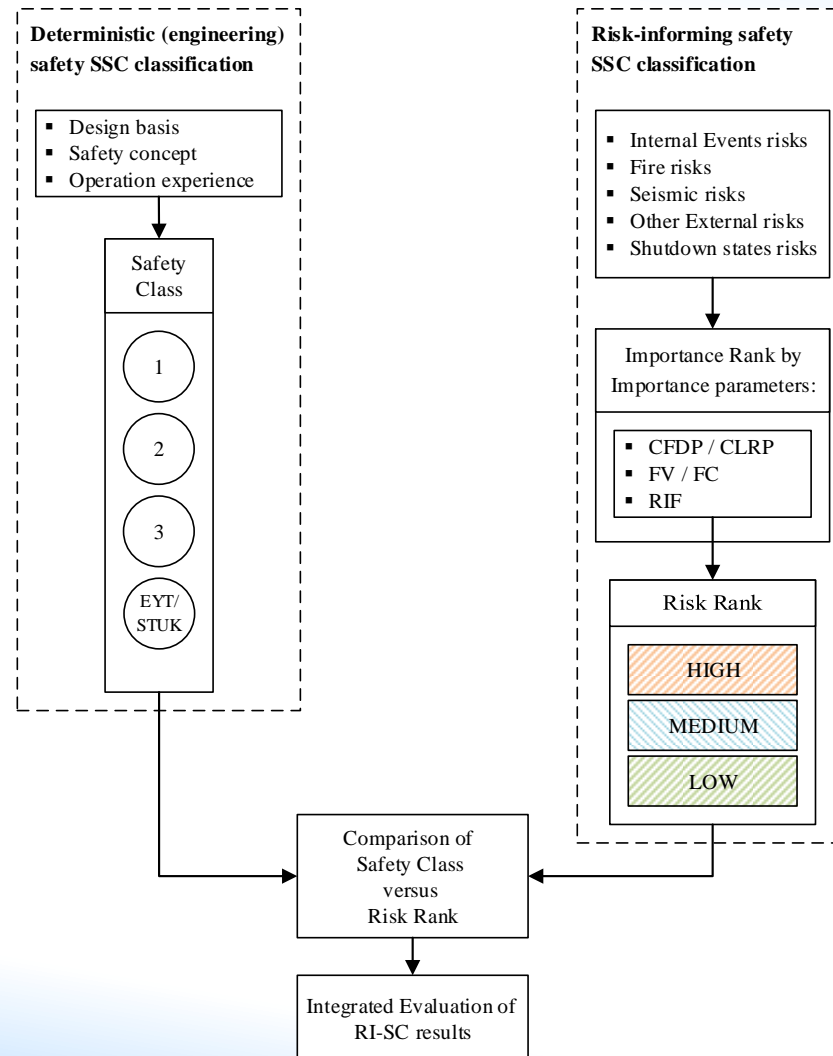 Deterministic (engineering)
safety SSC classification
▪ Design basis
▪ Safety concept
▪ Operation experience
Safety
Class
1
2
3
EYT/
STUK
Risk-informing safety
SSC classification
▪ Internal Events risks
▪ Fire risks
▪ Seismic risks
▪ Other External risks
▪ Shutdown states risks
Importance Rank by
Importance parameters:
▪ CFDP / CLRP
▪ FV / FC
▪ RIF
Risk Rank
HIGH
MEDIUM
LOW
Comparison of
Safety Class
versus
Risk Rank
Integrated Evaluation of
RI-SC results